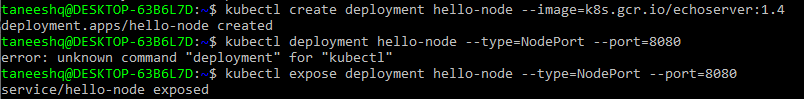 taneeshq@DESKTOP-63B6L7D:~$ kubectl create deployment hello-node --image=k8s.gcr.io/echoserver:1.4
deployment.apps/hello-node created
taneeshq@DESKTOP-63B6L7D:~$ kubectl deployment hello-node --type=NodePort --port=8080
error: unknown command "deployment" for "kubectl"
taneeshq@DESKTOP-63B6L7D:~$ kubectl expose deployment hello-node --type=NodePort --port=8080
service/hello-node exposed